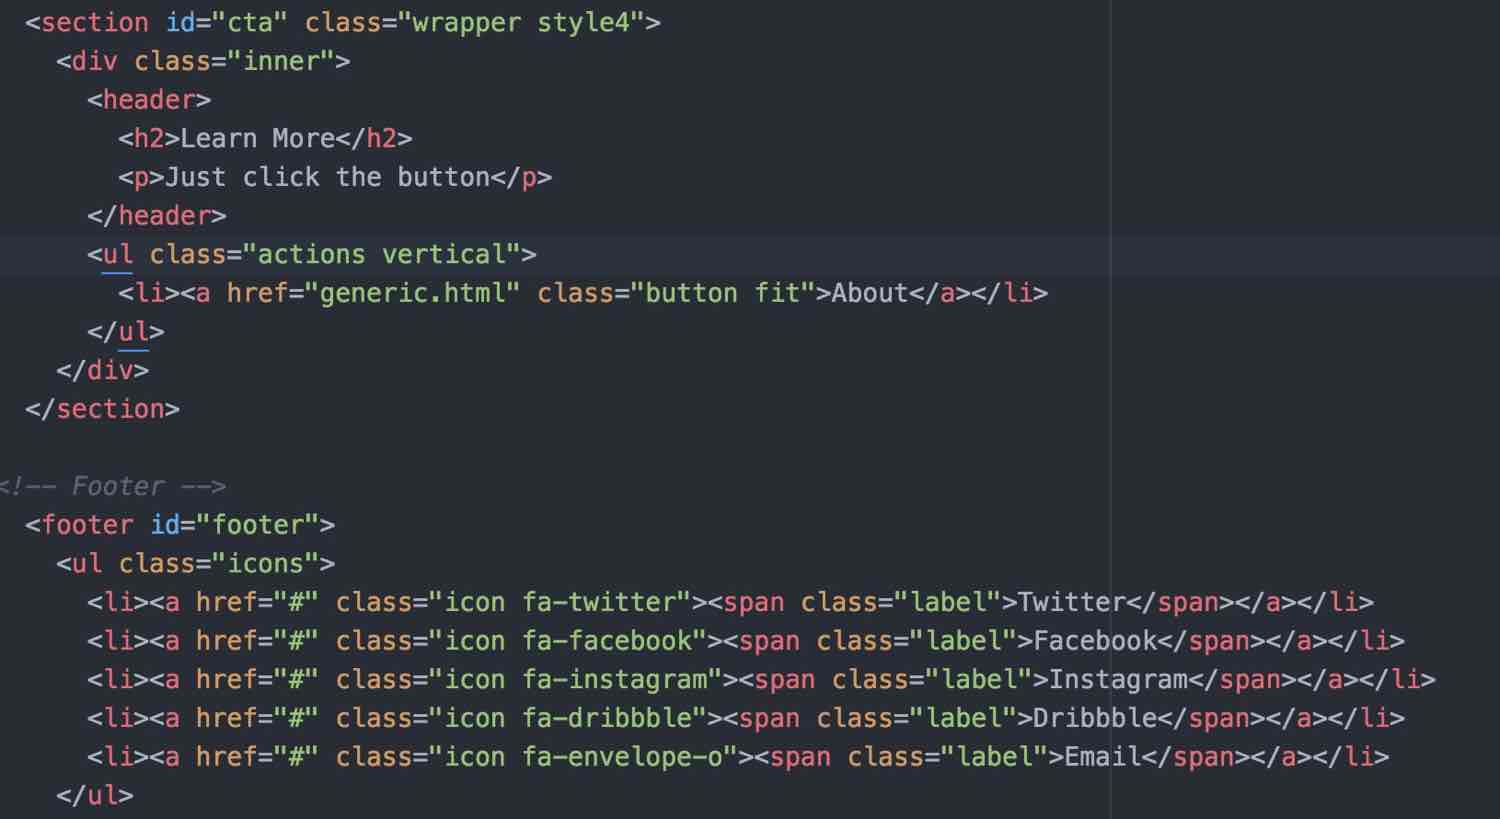 <section id="cta" class="wrapper style4">
<div class="inner">
<header>
<h2>Learn More</h2>
<p>Just click the button</p>
</header>
<ul class="actions vertical">
<li><a href="generic.html" class="button fit">About</a></li>
</ul>
</div>
</section>
<!-- Footer -->
<footer id="footer">
<ul class="icons">
<li><a href="#" class="icon fa-twitter"><span class="label">Twitter</span></a></li>
<li><a href="#" class="icon fa-facebook"><span class="label">Facebook</span></a></li>
<li><a href="#" class="icon fa-instagram"><span class="label">Instagram</span></a></li>
<li><a href="#" class="icon fa-dribbble"><span class="label">Dribbble</span></a></li>
<li><a href="#" class="icon fa-envelope-o"><span class="label">Email</span></a></li>
</ul>